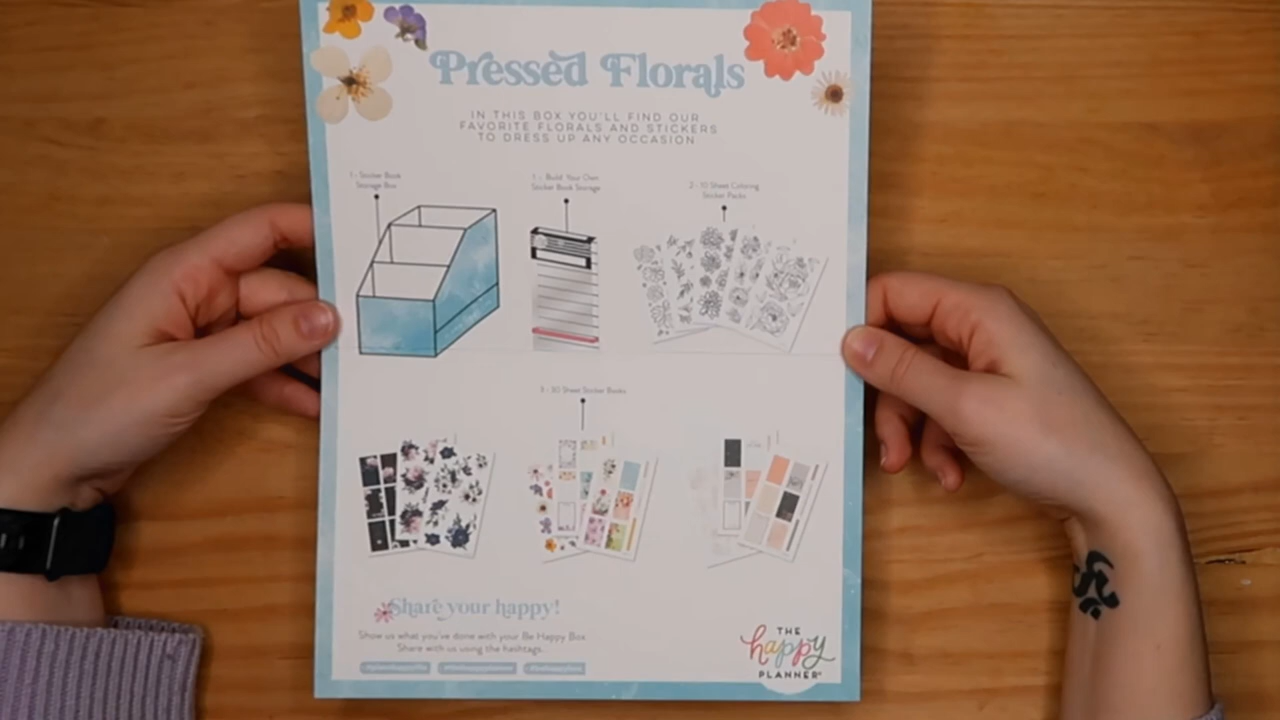 Pressed Florals
IN THIS BOX YOU'LL FIND OUR
FAVORITE FLORALS AND STICKERS
TO DRESS UP ANY OCCASION
1 - Sticker Book
Storage Box
1 - Build Your Own
Sticker Book Storage
2 - 10 Sheet Coloring
Sticker Packs
3 - 30 Sheet Sticker Books
Share your happy!
Show us what you've done with your Be Happy Box
Share with us using the hashtags.
THE
happy
PLANNER